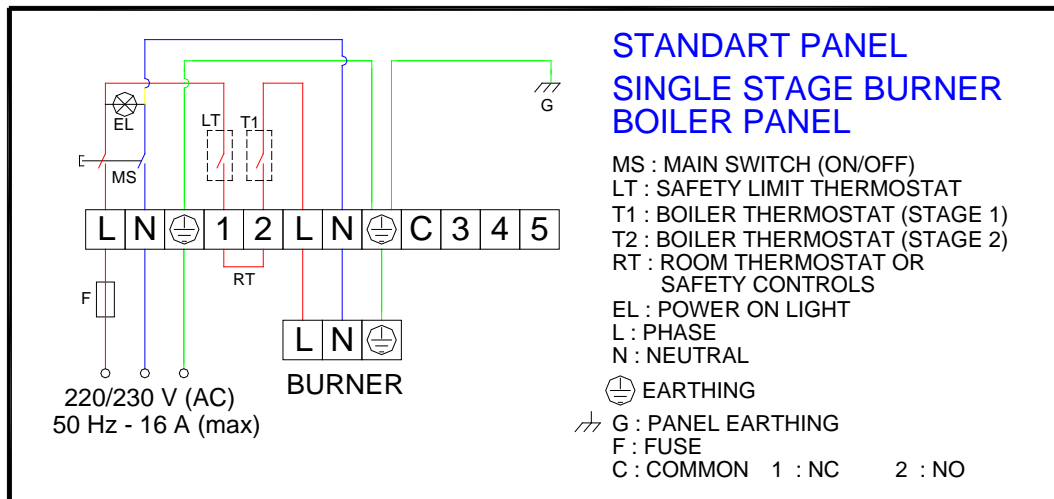 STANDART PANEL
SINGLE STAGE BURNER
BOILER PANEL
MS : MAIN SWITCH (ON/OFF)
LT : SAFETY LIMIT THERMOSTAT
T1 : BOILER THERMOSTAT (STAGE 1)
T2 : BOILER THERMOSTAT (STAGE 2)
RT : ROOM THERMOSTAT OR
SAFETY CONTROLS
EL : POWER ON LIGHT
L : PHASE
N : NEUTRAL
EARTHING
G : PANEL EARTHING
F : FUSE
C : COMMON 1 : NC 2 : NO
G
EL
LT T1
MS
L N 1 2 L N C 3 4 5
RT
F
L N
BURNER
220/230 V (AC)
50 Hz - 16 A (max)